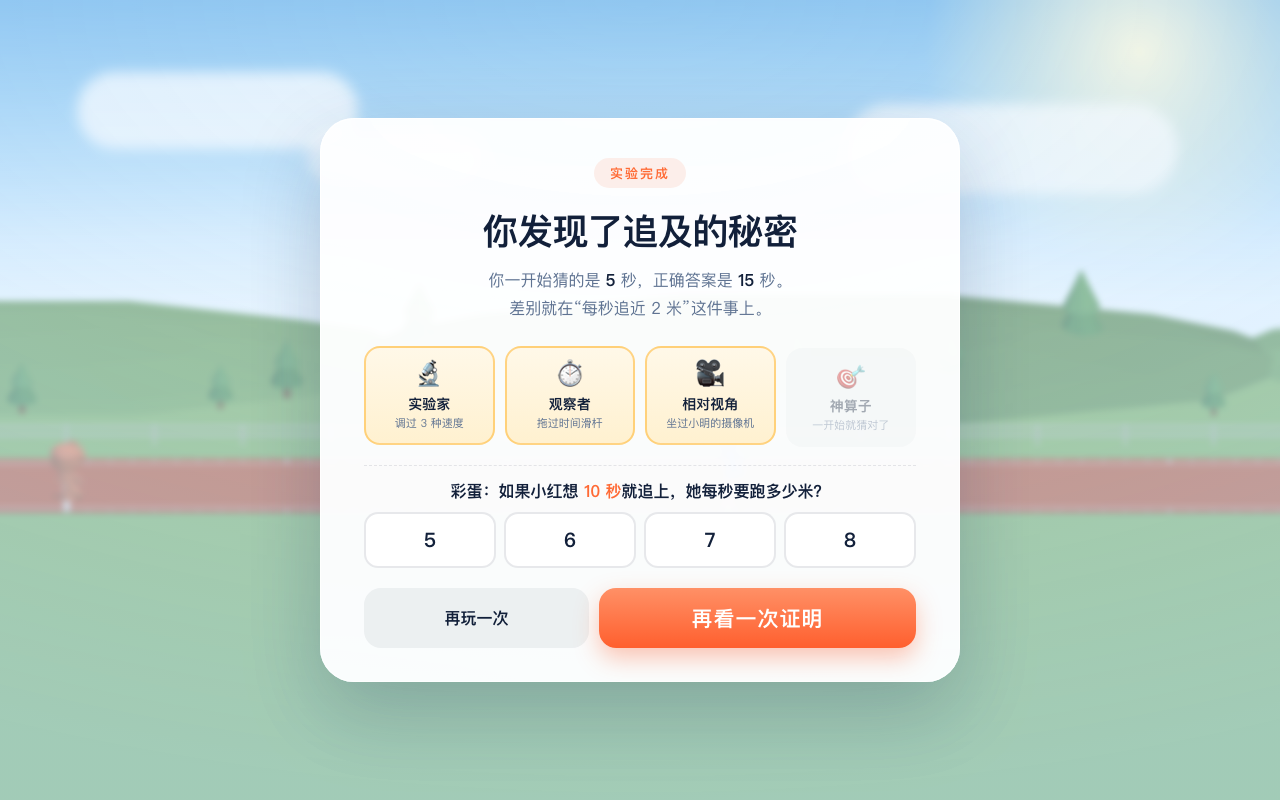 实验完成
你发现了追及的秘密
你一开始猜的是 5 秒，正确答案是 15 秒。
差别就在“每秒追近 2 米”这件事上。
实验家
调过 3 种速度
观察者
拖过时间滑杆
相对视角
坐过小明的摄像机
神算子
一开始就猜对了
彩蛋：如果小红想 10 秒就追上，她每秒要跑多少米？
5
6
7
8
再玩一次
再看一次证明